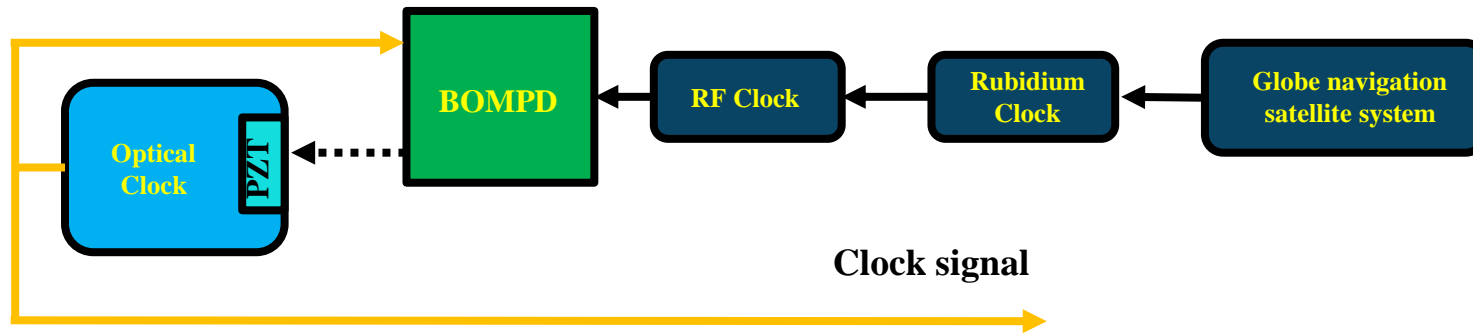 Optical
Clock
PZT
BOMPD
RF Clock
Rubidium
Clock
Globe navigation
satellite system
Clock signal